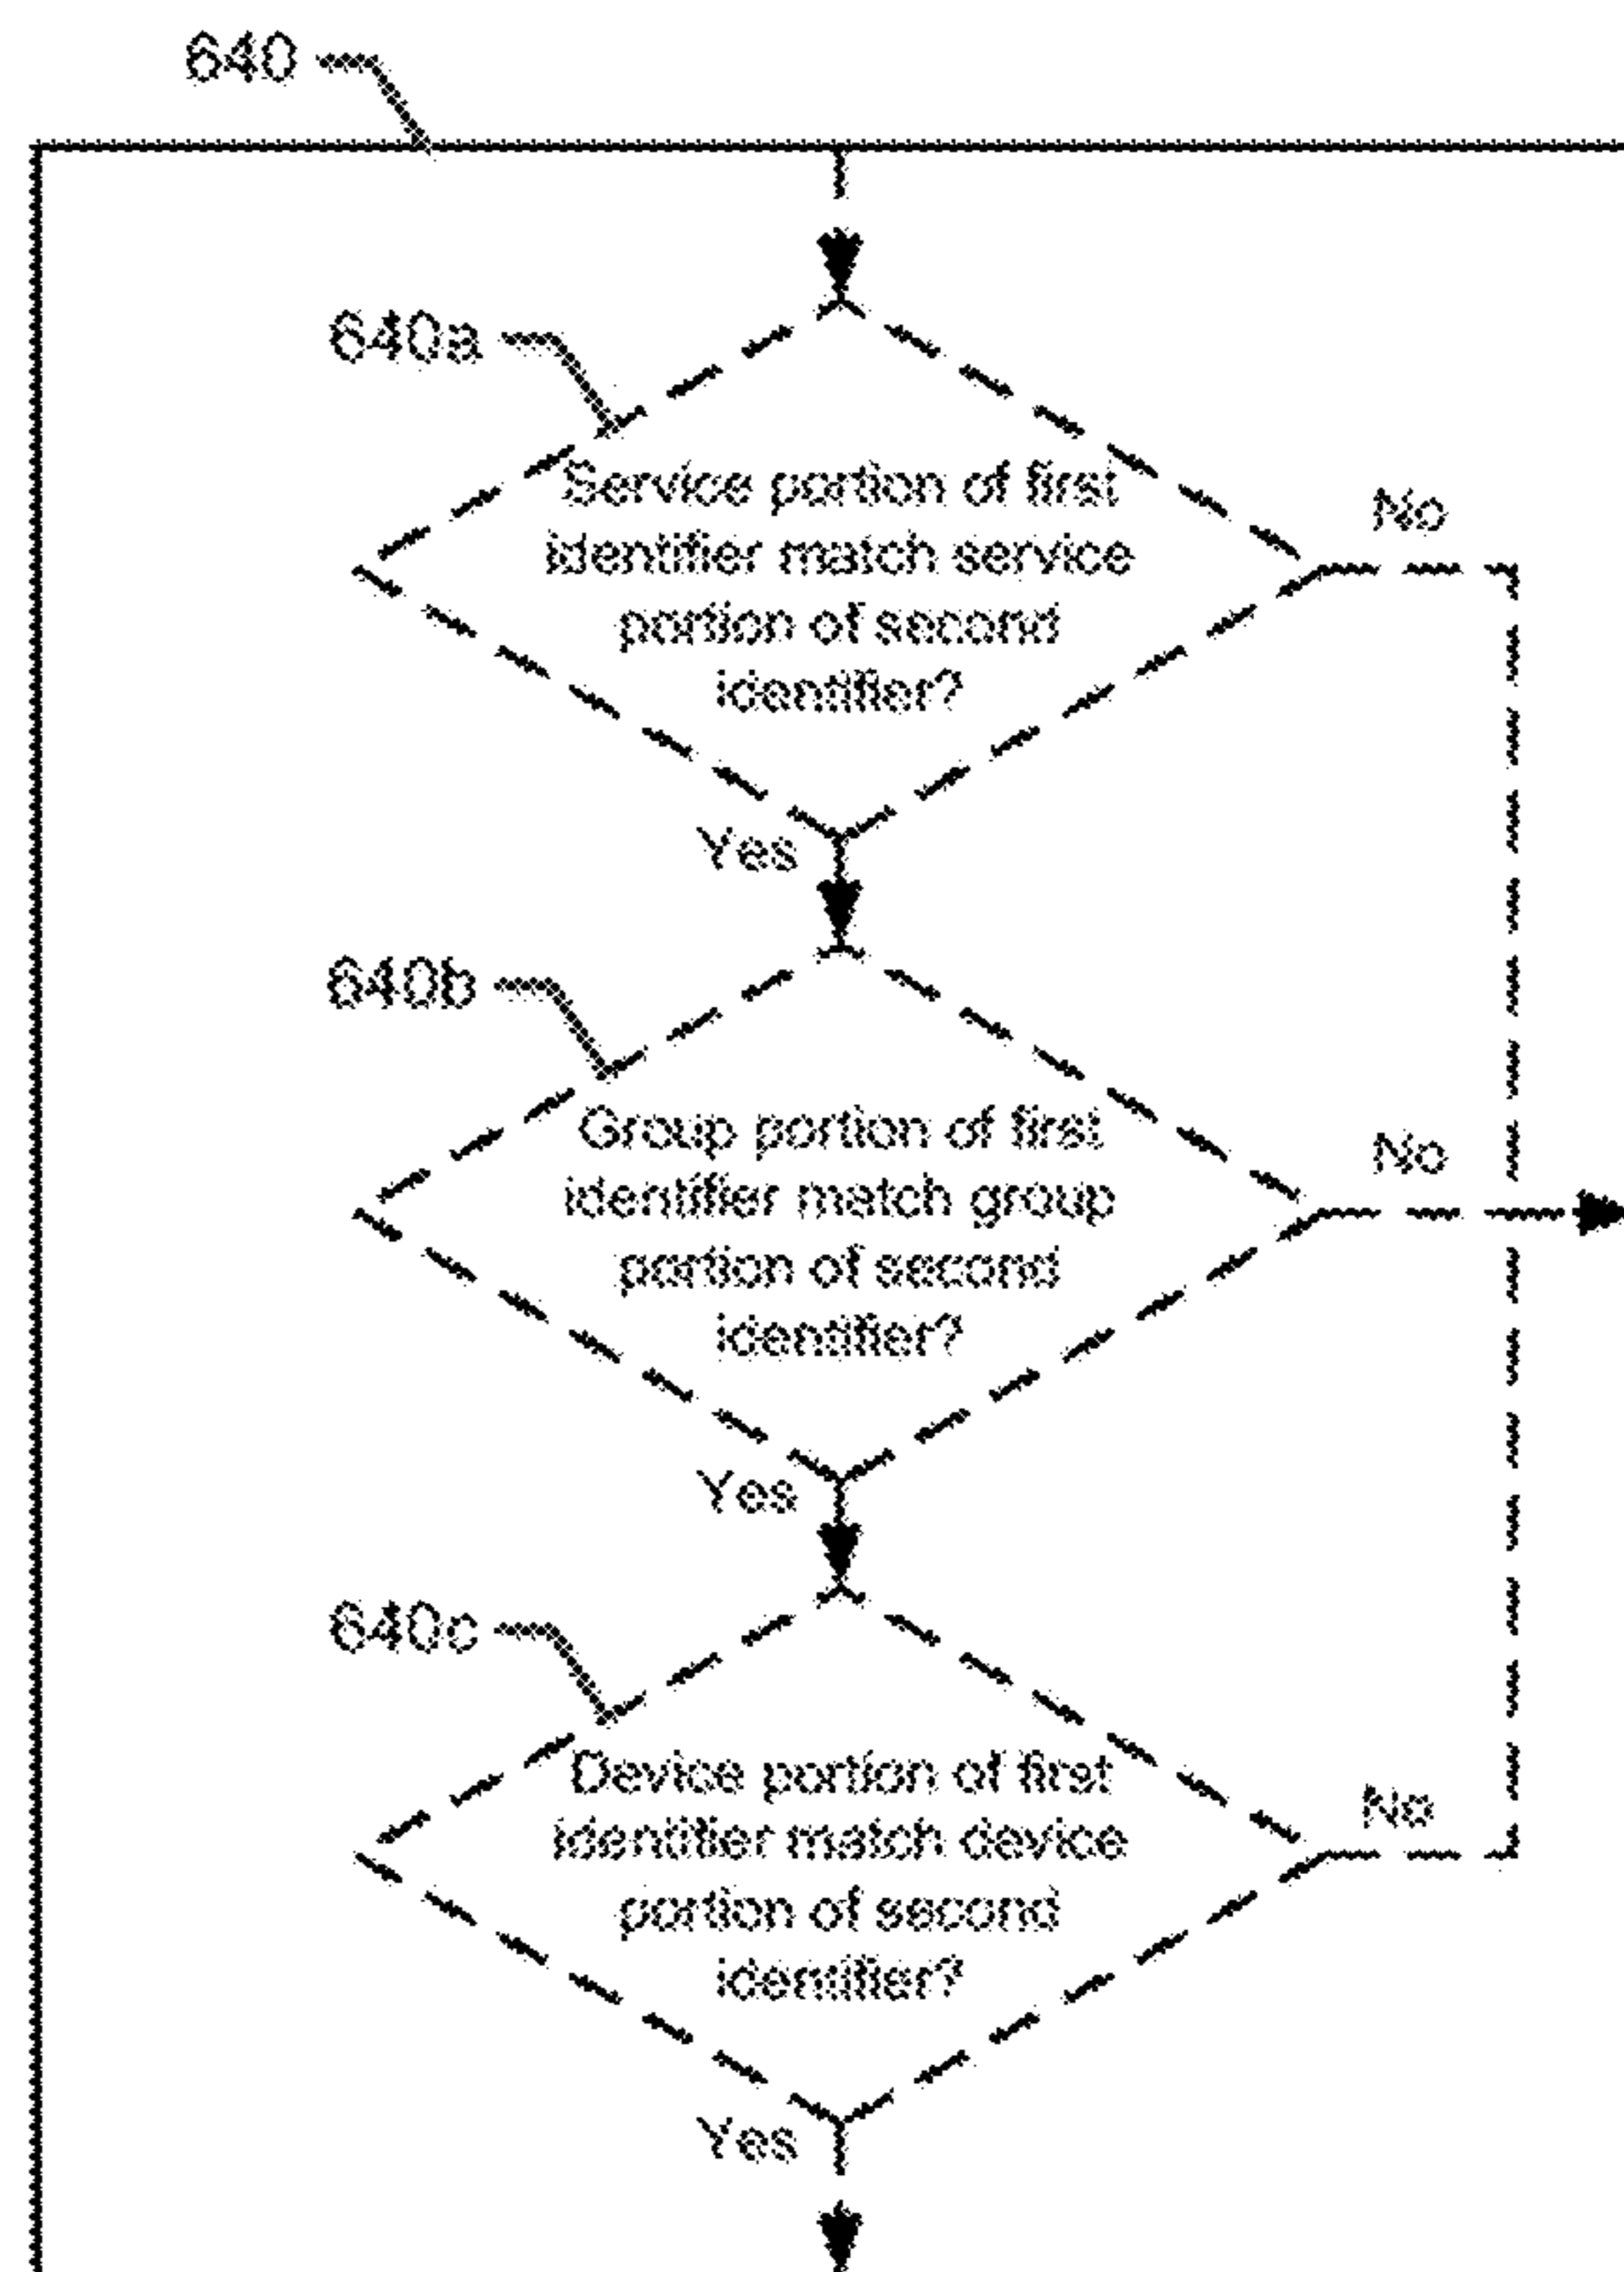 640
640a
Service portion of first
identifier match service
portion of second
identifier?
No
Yes
640b
Group portion of first
identifier match group
portion of second
identifier?
No
Yes
640c
Device portion of first
identifier match device
portion of second
identifier?
No
Yes